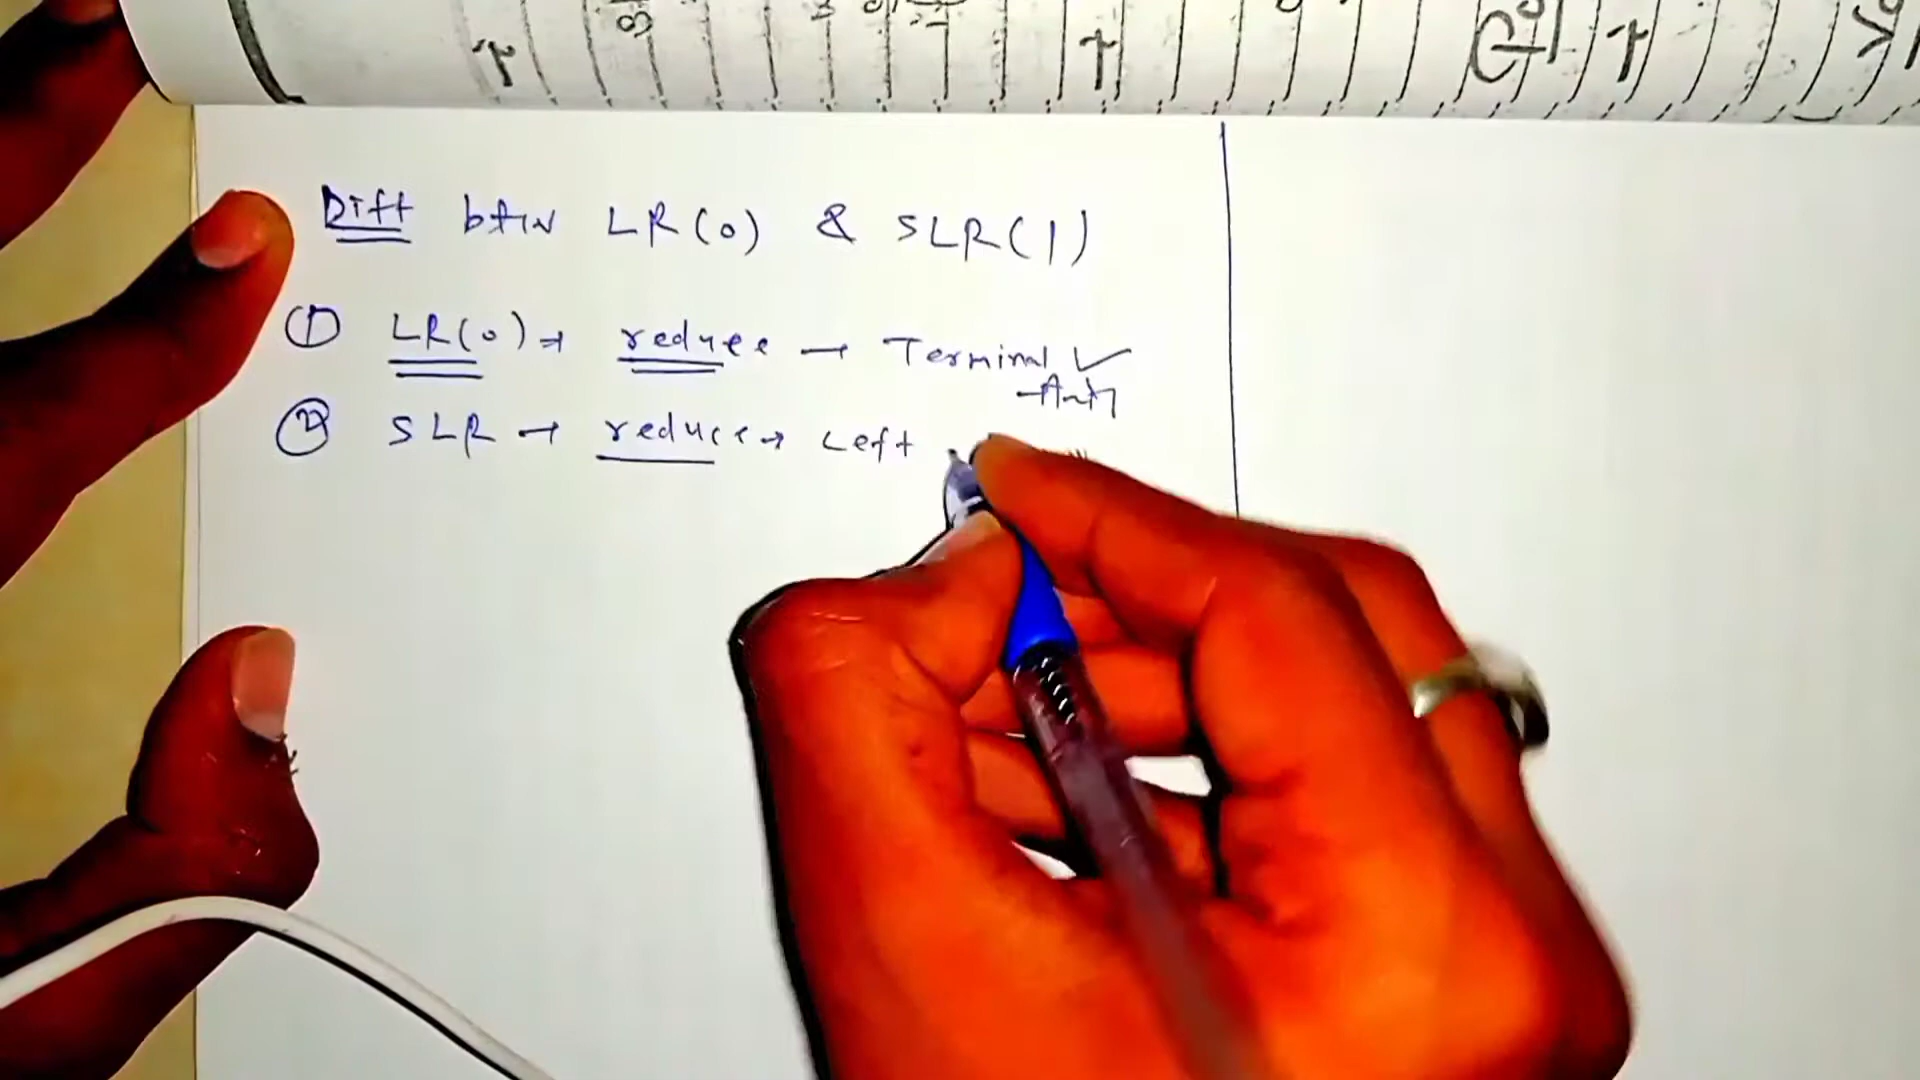 Diff btw LR(0) & SLR(1)
① LR(0) → reduce → Terminal ✓
② SLR → reduce → Left